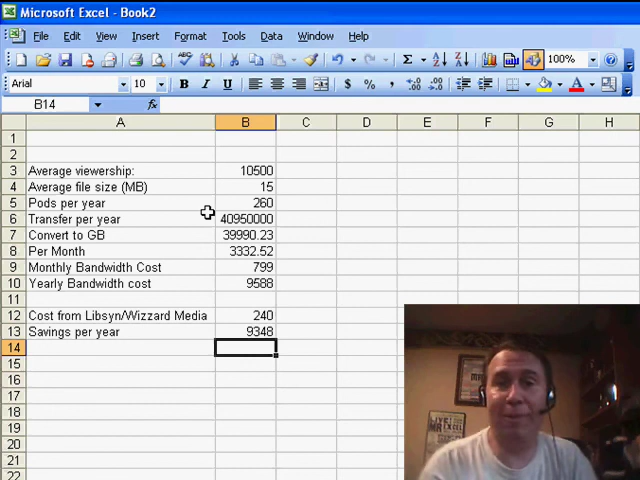 Microsoft Excel - Book2
File Edit View Insert Format Tools Data Window Help
100%
Arial 10 B I U $ % ,
B14 fx
A B C D E F G H
1
2
3 Average viewership: 10500
4 Average file size (MB) 15
5 Pods per year 260
6 Transfer per year 40950000
7 Convert to GB 39990.23
8 Per Month 3332.52
9 Monthly Bandwidth Cost 799
10 Yearly Bandwidth cost 9588
11
12 Cost from Libsyn/Wizzard Media 240
13 Savings per year 9348
14
15
16
17
18
19
20
21
22
LIVE
MR
EXCEL